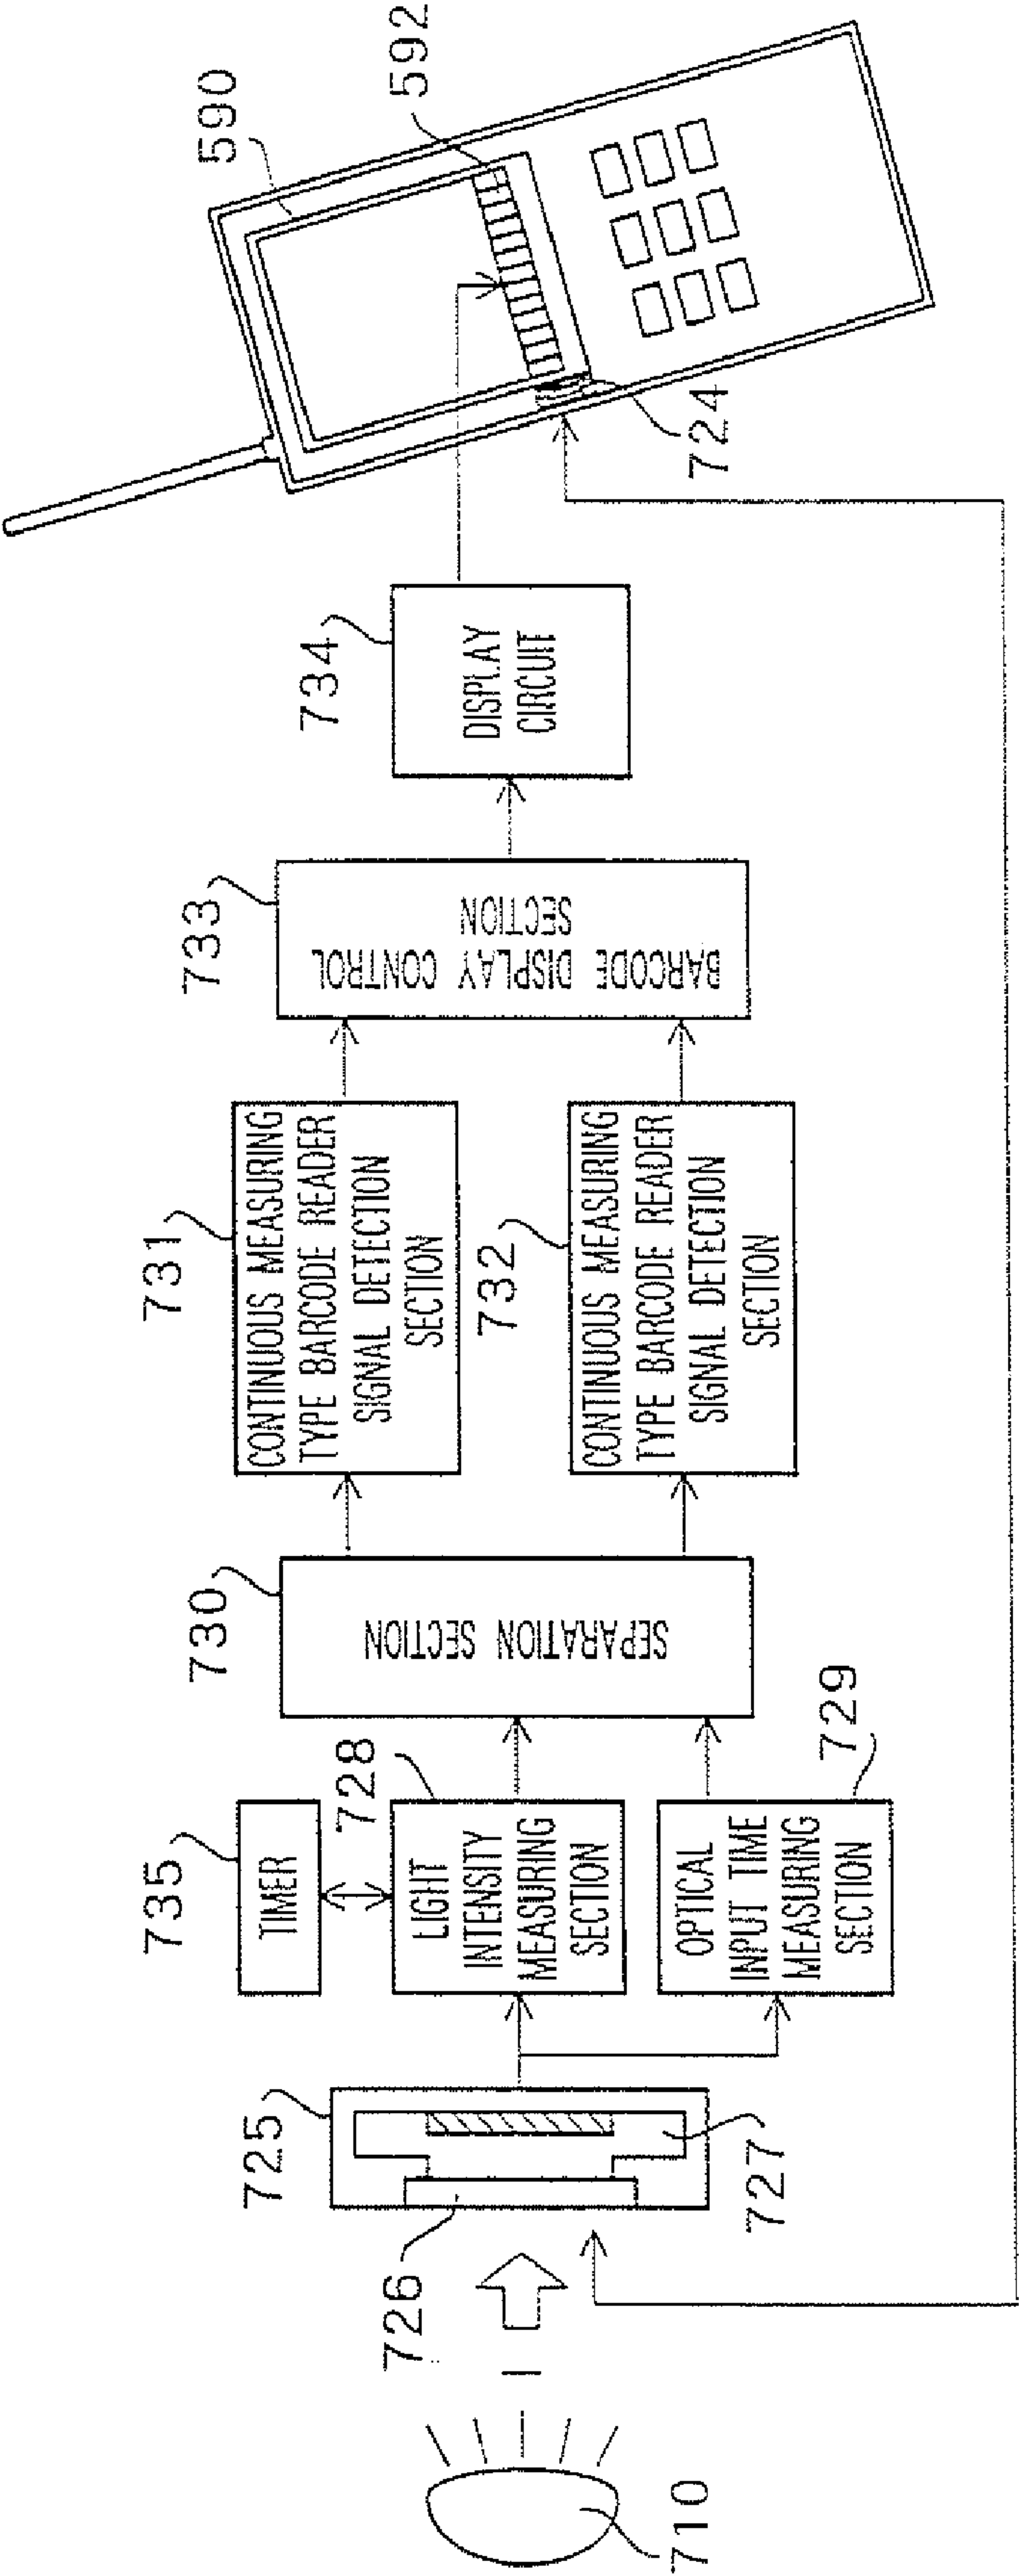 590
592
724
734
DISPLAY
CIRCUIT
733
BARCODE DISPLAY CONTROL
SECTION
731
CONTINUOUS MEASURING
TYPE BARCODE READER
SIGNAL DETECTION
SECTION
732
CONTINUOUS MEASURING
TYPE BARCODE READER
SIGNAL DETECTION
SECTION
730
SEPARATION SECTION
735
TIMER
728
LIGHT
INTENSITY
MEASURING
SECTION
729
OPTICAL
INPUT TIME
MEASURING
SECTION
725
726
727
710